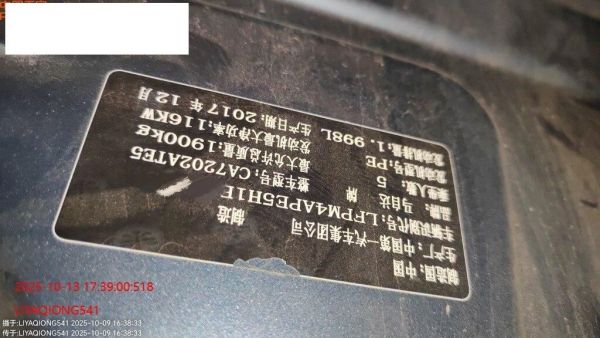 制造国:中国
生产厂:中国第一汽车集团公司
制造
车辆识别代号:LFPM4APE5H1E
品牌:马自达 牌
整车型号:CA7202ATE5
乘坐人数:5
最大允许总质量:1900kg
发动机型号:PE
发动机最大净功率:116KW
发动机排量:1.998L
生产日期:2017年12月
2025-10-13 17:39:00:518
LIYAQIONG541
摄于:LIYAQIONG541 2025-10-09 16:38:33
传于:LIYAQIONG541 2025-10-09 16:38:33